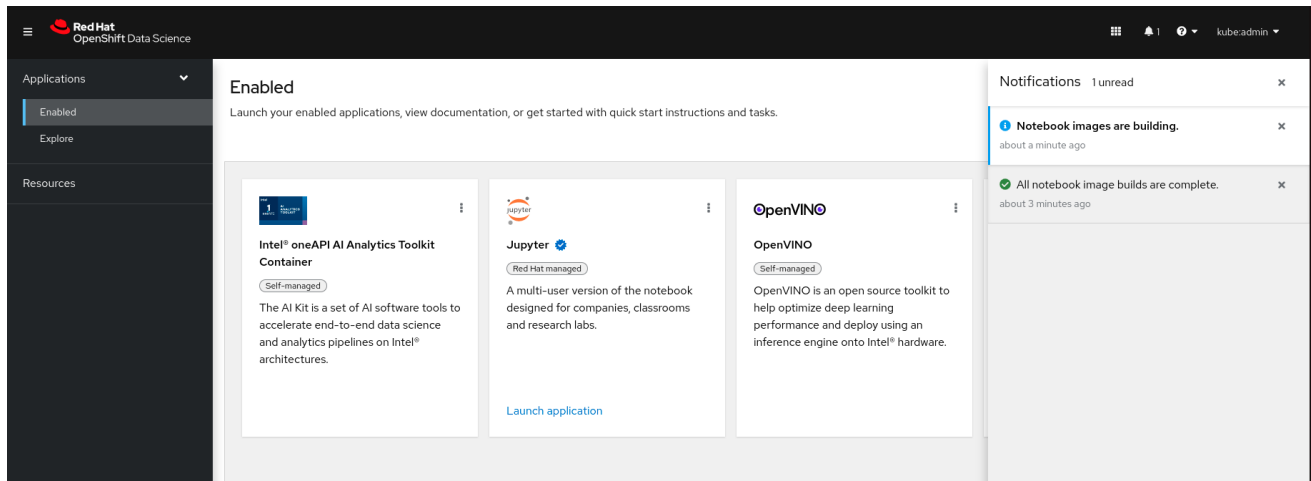 Red Hat
OpenShift Data Science
1
kube:admin
Applications
Enabled
Explore
Resources
Enabled
Launch your enabled applications, view documentation, or get started with quick start instructions and tasks.
Intel® oneAPI AI Analytics Toolkit
Container
Self-managed
The AI Kit is a set of AI software tools to
accelerate end-to-end data science
and analytics pipelines on Intel®
architectures.
jupyter
Jupyter
Red Hat managed
A multi-user version of the notebook
designed for companies, classrooms
and research labs.
Launch application
OpenVINO
OpenVINO
Self-managed
OpenVINO is an open source toolkit to
help optimize deep learning
performance and deploy using an
inference engine onto Intel® hardware.
Notifications 1 unread
Notebook images are building.
about a minute ago
All notebook image builds are complete.
about 3 minutes ago